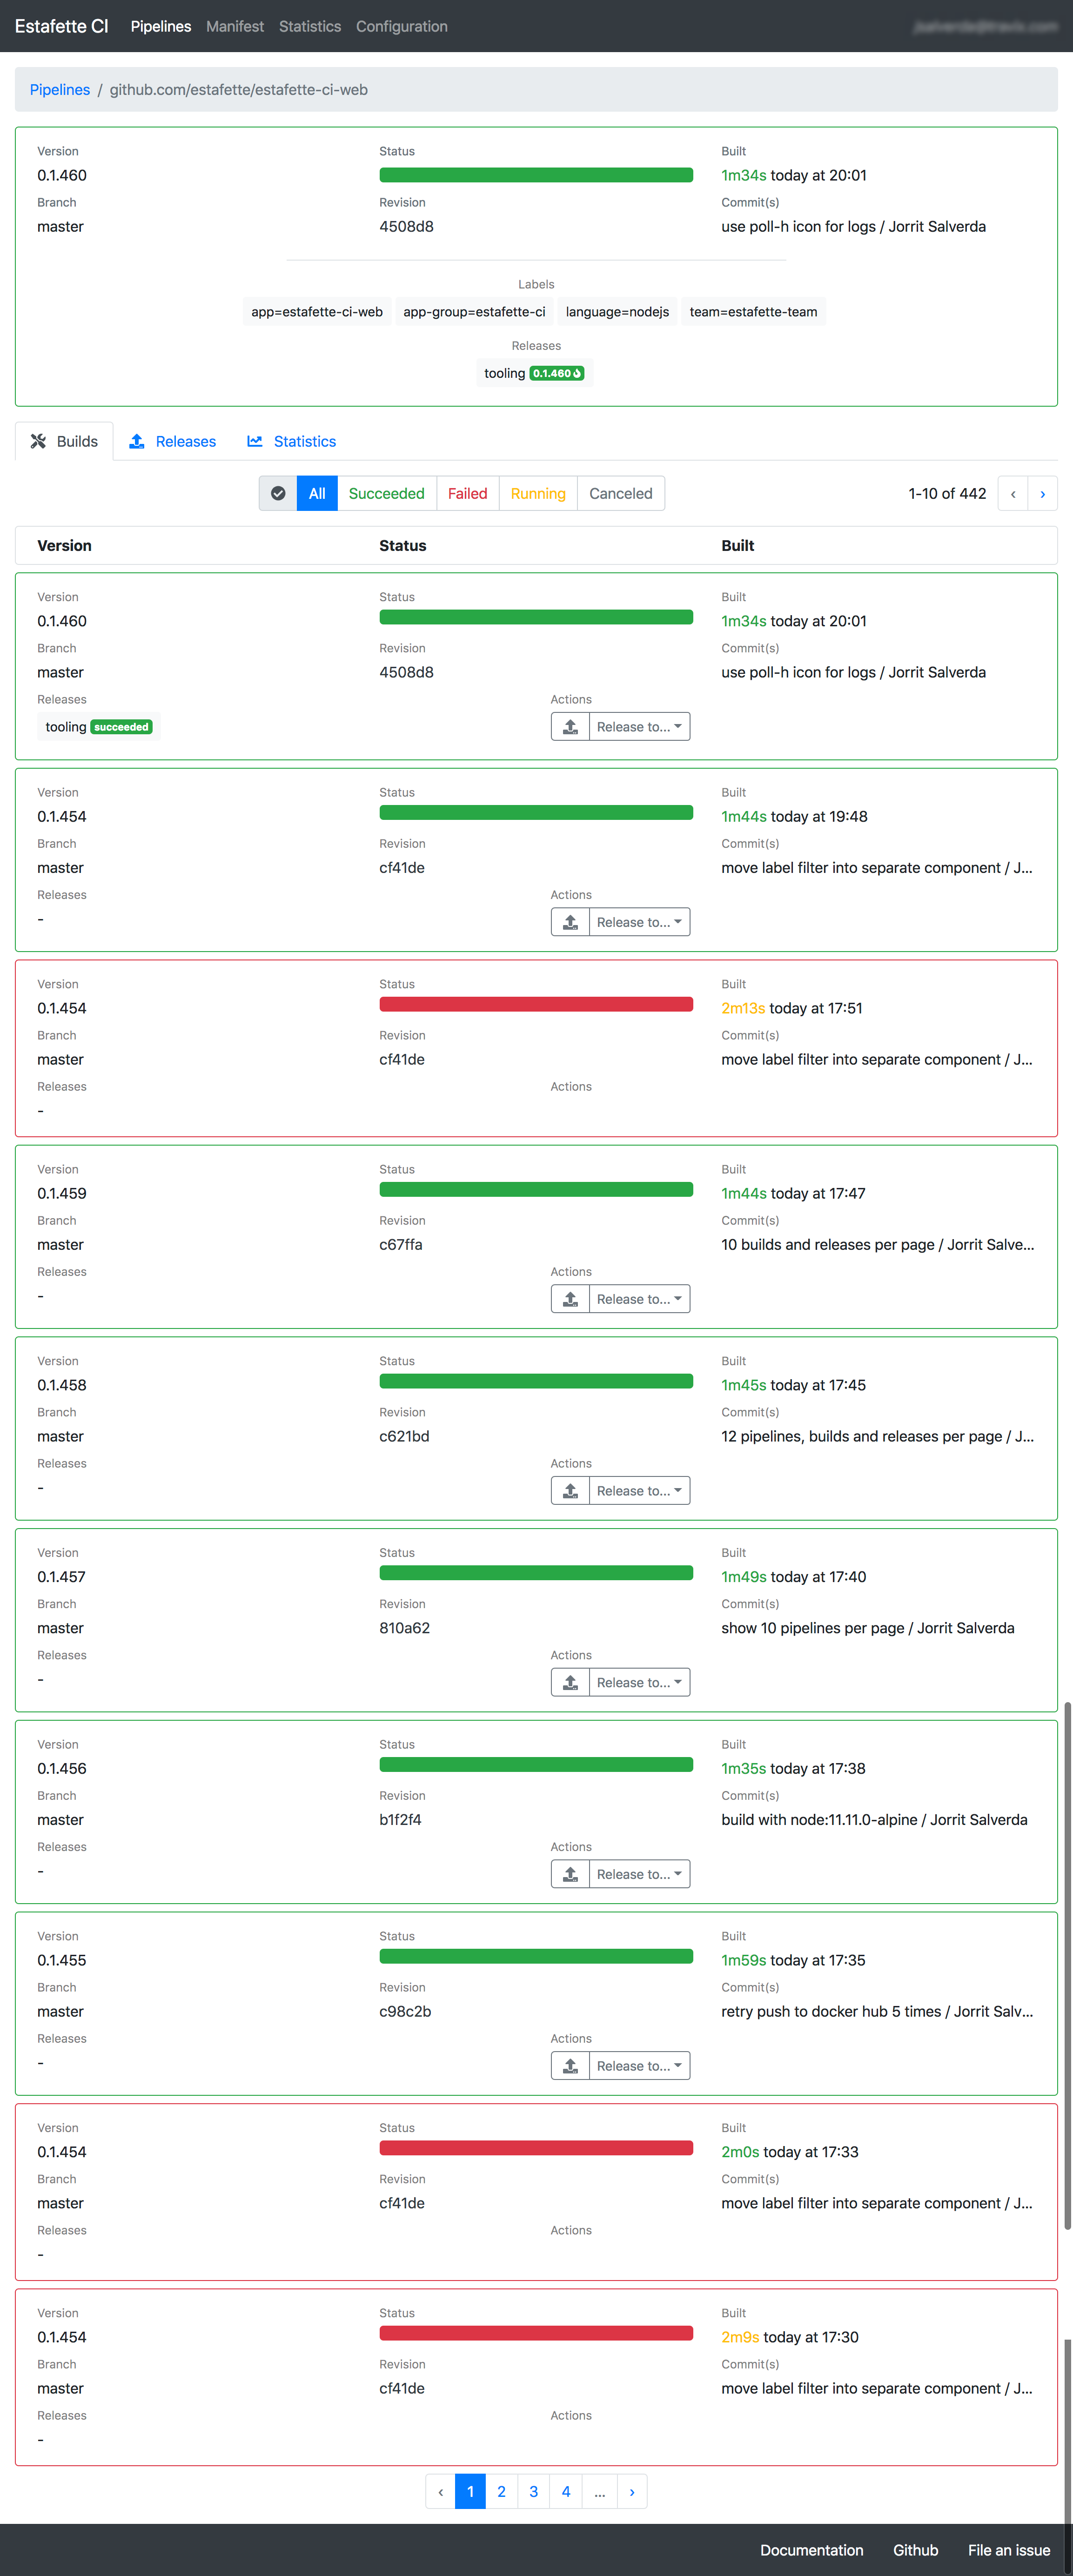 Estafette CI Pipelines Manifest Statistics Configuration
Pipelines / github.com/estafette/estafette-ci-web
Version Status Built
0.1.460 1m34s today at 20:01
Branch Revision Commit(s)
master 4508d8 use poll-h icon for logs / Jorrit Salverda
Labels
app=estafette-ci-web app-group=estafette-ci language=nodejs team=estafette-team
Releases
tooling 0.1.460
Builds Releases Statistics
All Succeeded Failed Running Canceled 1-10 of 442 ‹ ›
Version Status Built
Version Status Built
0.1.460 1m34s today at 20:01
Branch Revision Commit(s)
master 4508d8 use poll-h icon for logs / Jorrit Salverda
Releases Actions
tooling succeeded Release to...
Version Status Built
0.1.454 1m44s today at 19:48
Branch Revision Commit(s)
master cf41de move label filter into separate component / J...
Releases Actions
- Release to...
Version Status Built
0.1.454 2m13s today at 17:51
Branch Revision Commit(s)
master cf41de move label filter into separate component / J...
Releases Actions
-
Version Status Built
0.1.459 1m44s today at 17:47
Branch Revision Commit(s)
master c67ffa 10 builds and releases per page / Jorrit Salve...
Releases Actions
- Release to...
Version Status Built
0.1.458 1m45s today at 17:45
Branch Revision Commit(s)
master c621bd 12 pipelines, builds and releases per page / J...
Releases Actions
- Release to...
Version Status Built
0.1.457 1m49s today at 17:40
Branch Revision Commit(s)
master 810a62 show 10 pipelines per page / Jorrit Salverda
Releases Actions
- Release to...
Version Status Built
0.1.456 1m35s today at 17:38
Branch Revision Commit(s)
master b1f2f4 build with node:11.11.0-alpine / Jorrit Salverda
Releases Actions
- Release to...
Version Status Built
0.1.455 1m59s today at 17:35
Branch Revision Commit(s)
master c98c2b retry push to docker hub 5 times / Jorrit Salv...
Releases Actions
- Release to...
Version Status Built
0.1.454 2m0s today at 17:33
Branch Revision Commit(s)
master cf41de move label filter into separate component / J...
Releases Actions
-
Version Status Built
0.1.454 2m9s today at 17:30
Branch Revision Commit(s)
master cf41de move label filter into separate component / J...
Releases Actions
-
‹ 1 2 3 4 ... ›
Documentation Github File an issue